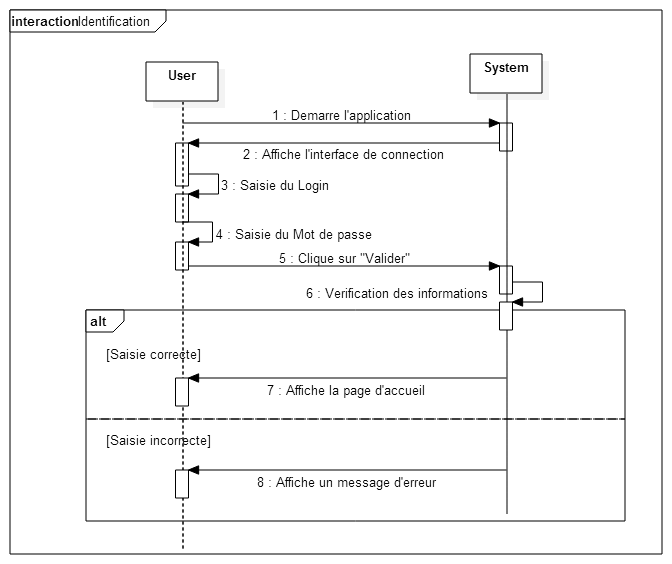 interaction Identification
User
System
1 : Demarre l'application
2 : Affiche l'interface de connection
3 : Saisie du Login
4 : Saisie du Mot de passe
5 : Clique sur "Valider"
6 : Verification des informations
alt
[Saisie correcte]
7 : Affiche la page d'accueil
[Saisie incorrecte]
8 : Affiche un message d'erreur